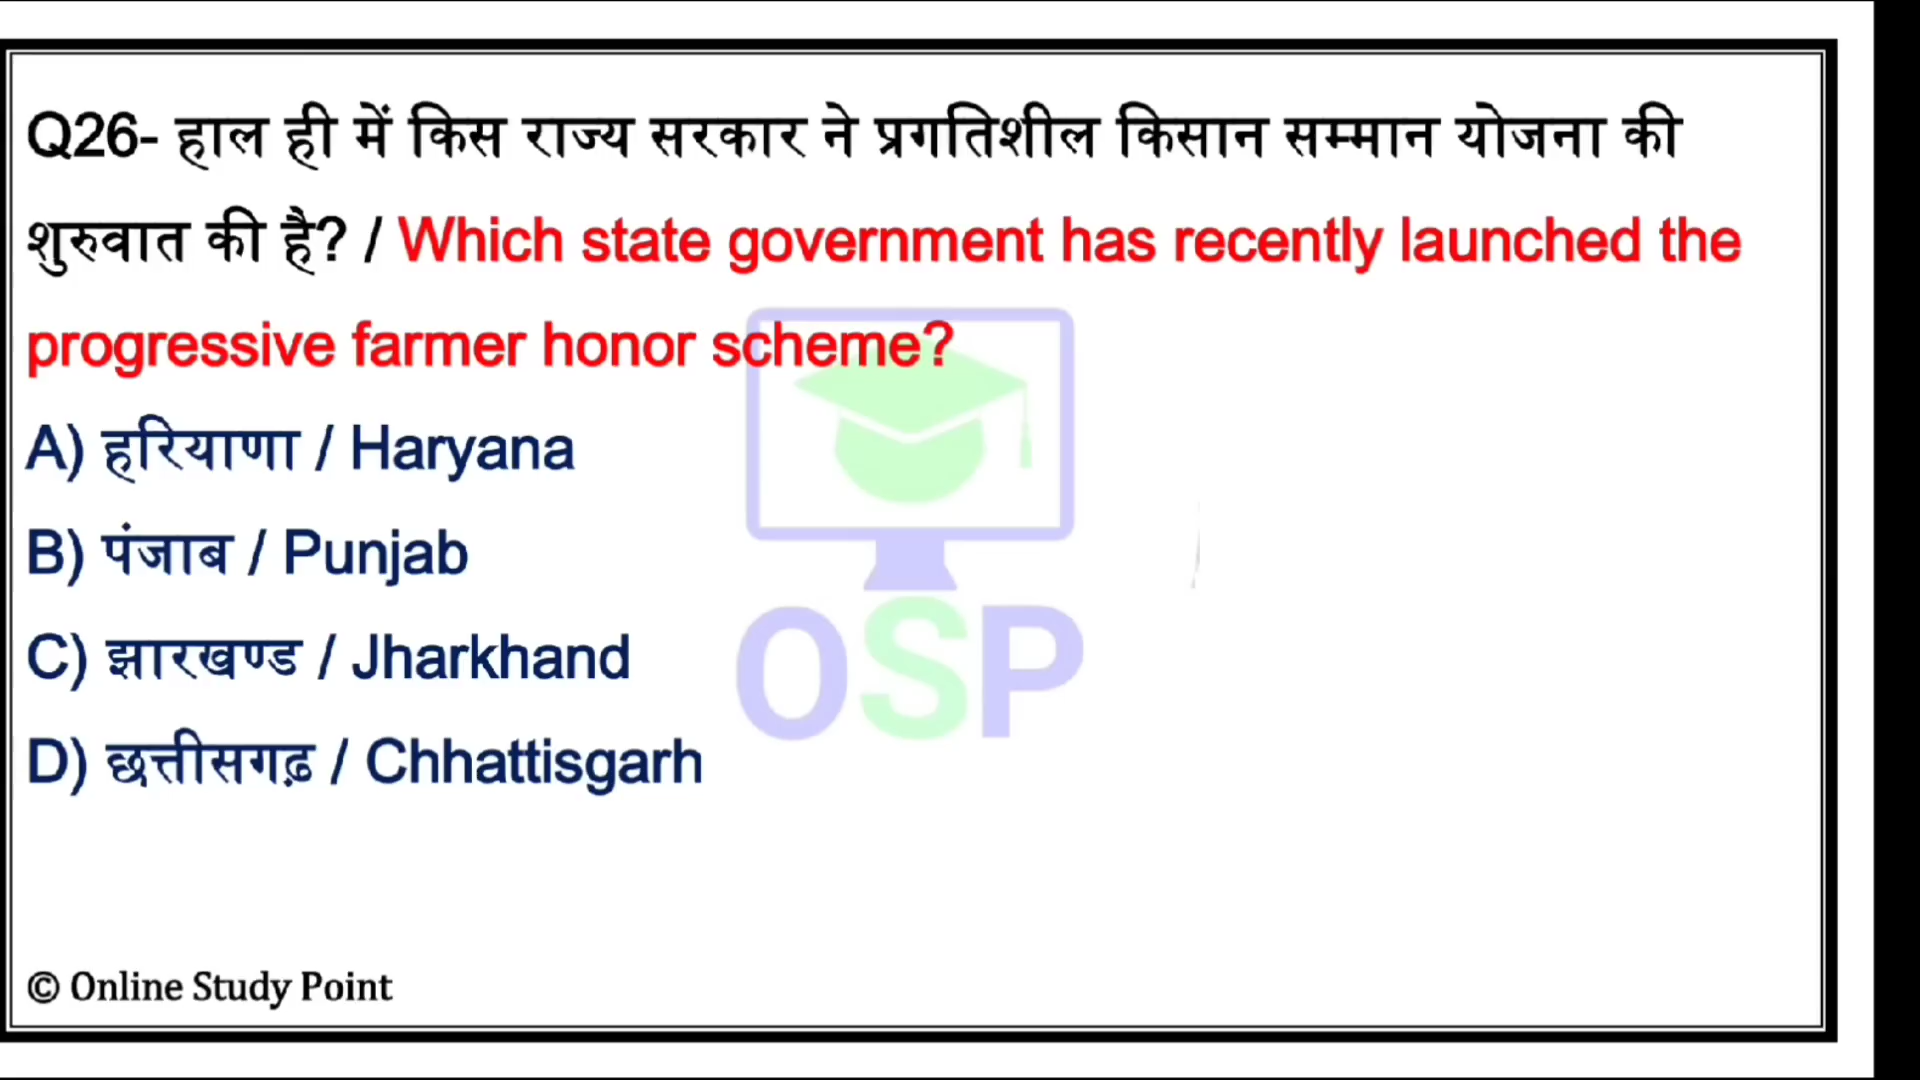 Q26- हाल ही में किस राज्य सरकार ने प्रगतिशील किसान सम्मान योजना की
शुरुवात की है? / Which state government has recently launched the
progressive farmer honor scheme?
A) हरियाणा / Haryana
B) पंजाब / Punjab
C) झारखण्ड / Jharkhand
D) छत्तीसगढ़ / Chhattisgarh
OSP
© Online Study Point